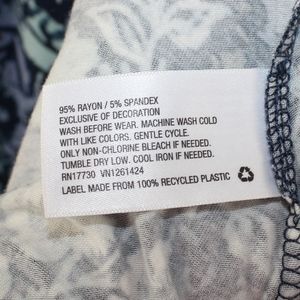 95% RAYON / 5% SPANDEX
EXCLUSIVE OF DECORATION
WASH BEFORE WEAR. MACHINE WASH COLD
WITH LIKE COLORS. GENTLE CYCLE.
ONLY NON-CHLORINE BLEACH IF NEEDED.
TUMBLE DRY LOW. COOL IRON IF NEEDED.
RN17730 VN1261424
LABEL MADE FROM 100% RECYCLED PLASTIC